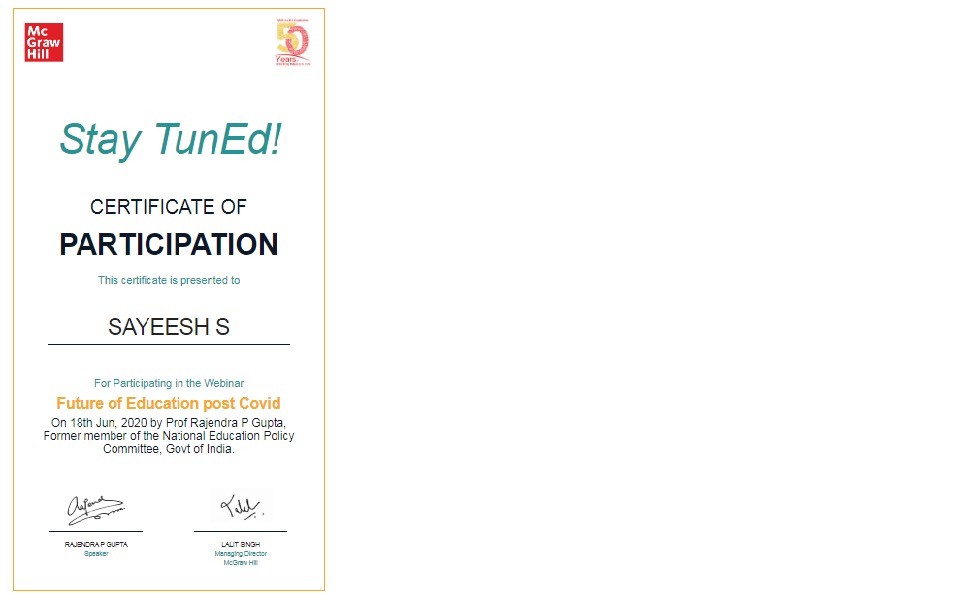 Mc
Graw
Hill
50
Years
Stay TunEd!
CERTIFICATE OF
PARTICIPATION
This certificate is presented to
SAYEESH S
For Participating in the Webinar
Future of Education post Covid
On 18th Jun, 2020 by Prof Rajendra P Gupta,
Former member of the National Education Policy
Committee, Govt of India.
RAJENDRA P GUPTA
Speaker
LALIT SINGH
Managing Director
McGraw Hill